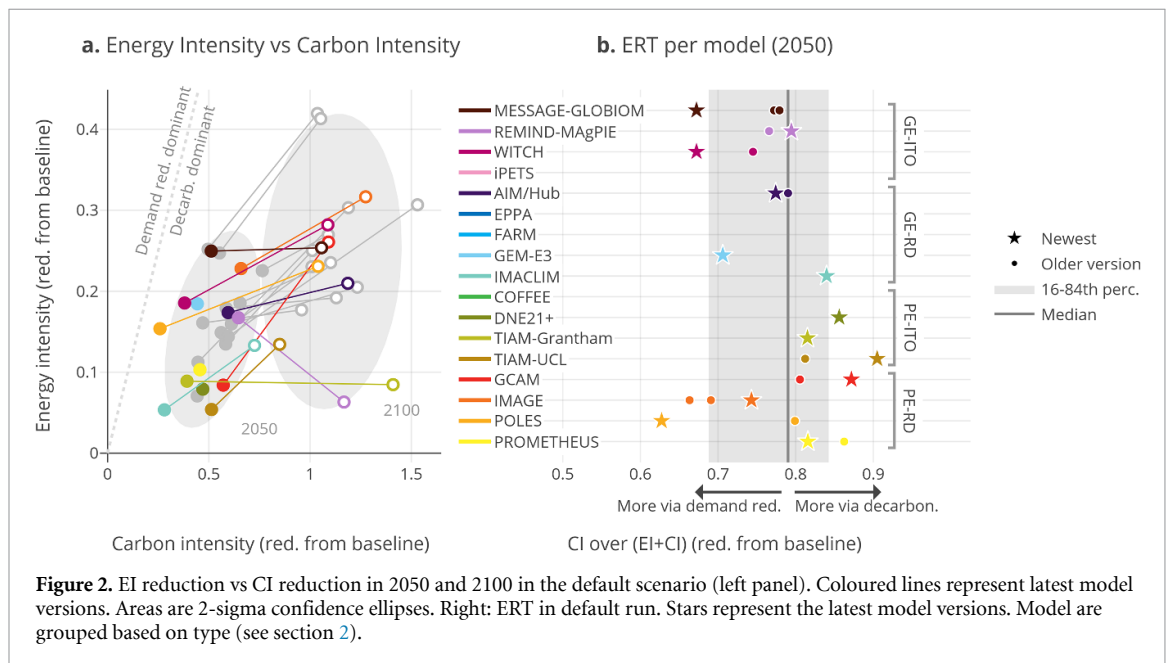 a. Energy Intensity vs Carbon Intensity
Energy intensity (red. from baseline)
0.4
0.3
0.2
0.1
0
Demand red. dominant
Decarb. dominant
2050
2100
0
0.5
1
1.5
Carbon intensity (red. from baseline)
b. ERT per model (2050)
MESSAGE-GLOBIOM
REMIND-MAgPIE
WITCH
iPETS
AIM/Hub
EPPA
FARM
GEM-E3
IMACLIM
COFFEE
DNE21+
TIAM-Grantham
TIAM-UCL
GCAM
IMAGE
POLES
PROMETHEUS
GE-ITO
GE-RD
PE-ITO
PE-RD
0.5
0.6
0.7
0.8
0.9
More via demand red.
More via decarbon.
CI over (EI+CI) (red. from baseline)
Newest
Older version
16-84th perc.
Median
Figure 2. EI reduction vs CI reduction in 2050 and 2100 in the default scenario (left panel). Coloured lines represent latest model
versions. Areas are 2-sigma confidence ellipses. Right: ERT in default run. Stars represent the latest model versions. Model are
grouped based on type (see section 2).